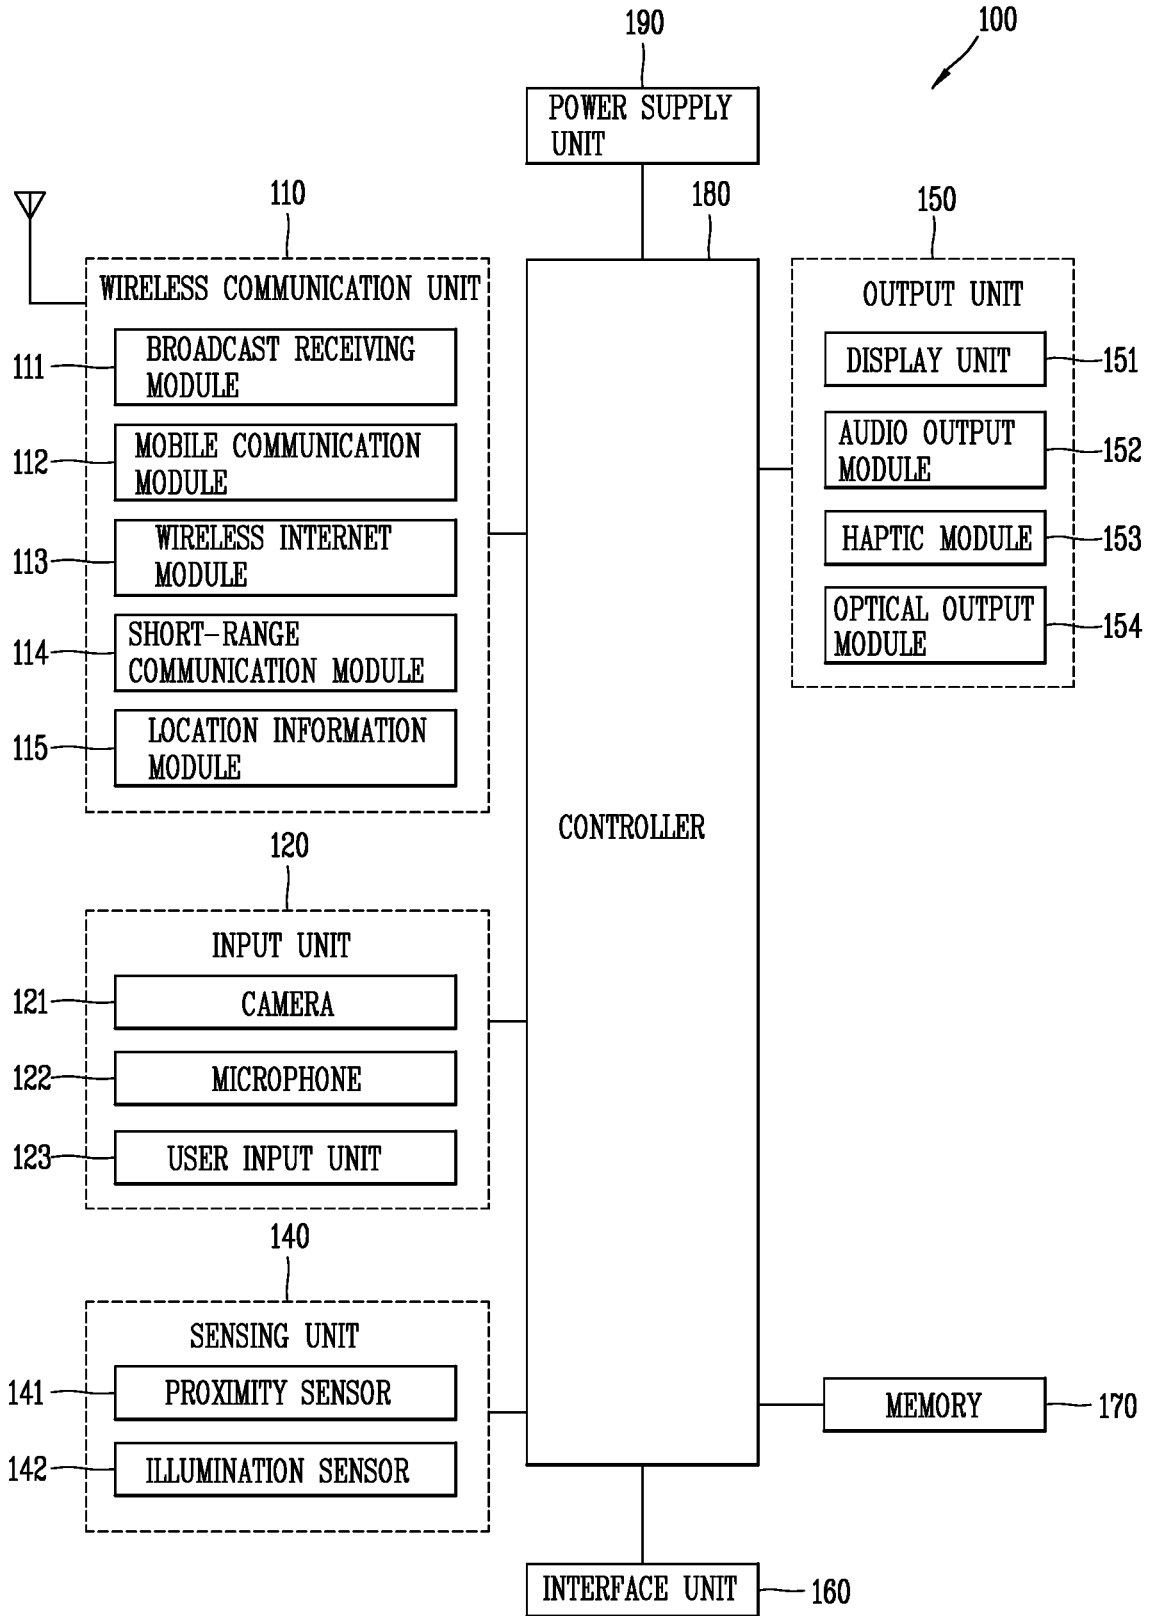 190
100
POWER SUPPLY
UNIT
110
180
150
WIRELESS COMMUNICATION UNIT
111
BROADCAST RECEIVING
MODULE
112
MOBILE COMMUNICATION
MODULE
113
WIRELESS INTERNET
MODULE
114
SHORT-RANGE
COMMUNICATION MODULE
115
LOCATION INFORMATION
MODULE
OUTPUT UNIT
DISPLAY UNIT
151
AUDIO OUTPUT
MODULE
152
HAPTIC MODULE
153
OPTICAL OUTPUT
MODULE
154
CONTROLLER
120
INPUT UNIT
121
CAMERA
122
MICROPHONE
123
USER INPUT UNIT
140
SENSING UNIT
141
PROXIMITY SENSOR
142
ILLUMINATION SENSOR
MEMORY
170
INTERFACE UNIT
160